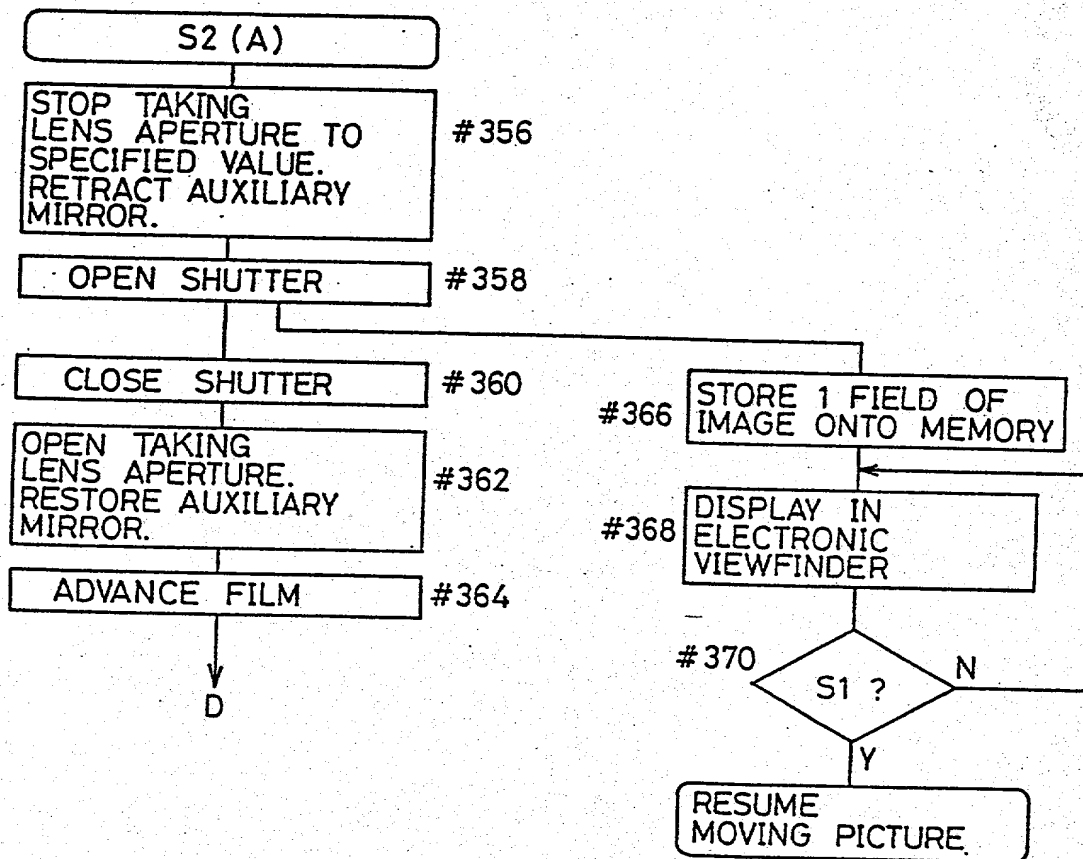 S2 (A)
STOP TAKING
LENS APERTURE TO
SPECIFIED VALUE.
RETRACT AUXILIARY
MIRROR.
#356
OPEN SHUTTER
#358
CLOSE SHUTTER
#360
OPEN TAKING
LENS APERTURE.
RESTORE AUXILIARY
MIRROR.
#362
ADVANCE FILM
#364
D
#366
STORE 1 FIELD OF
IMAGE ONTO MEMORY
#368
DISPLAY IN
ELECTRONIC
VIEWFINDER
#370
S1 ?
N
Y
RESUME
MOVING PICTURE.